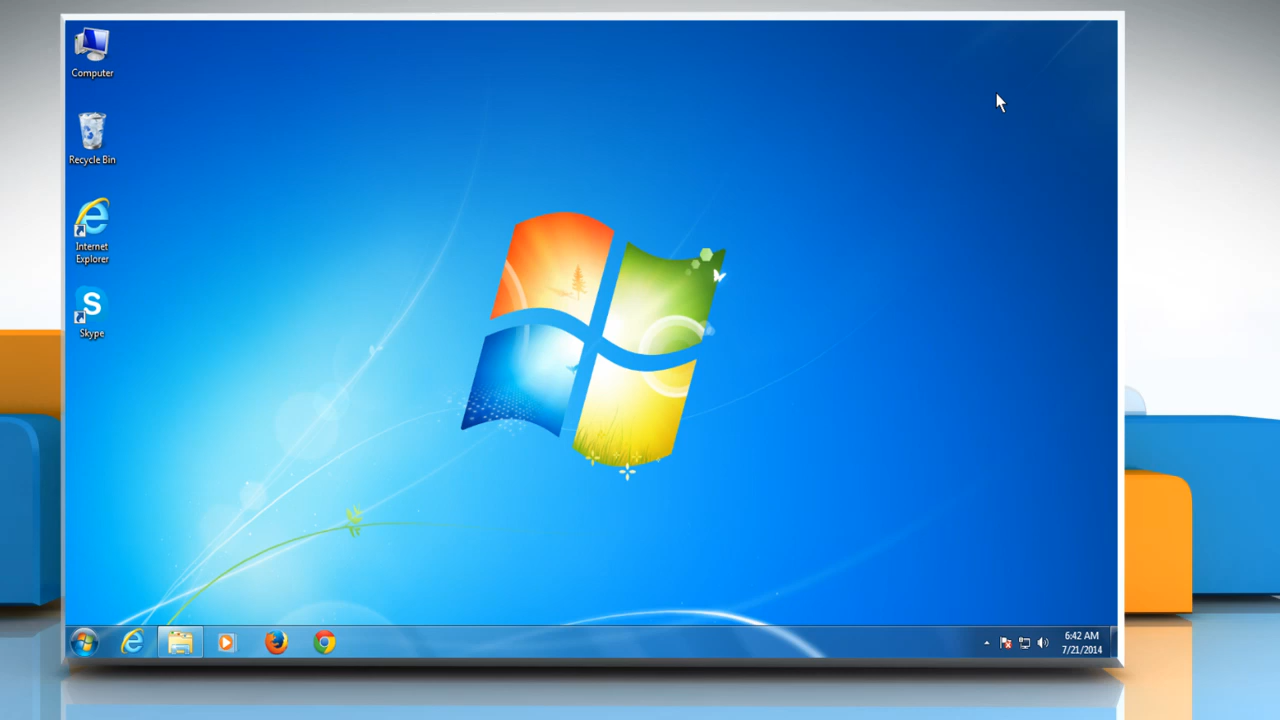 Computer
Recycle Bin
Internet
Explorer
S
Skype
6:42 AM
7/21/2014